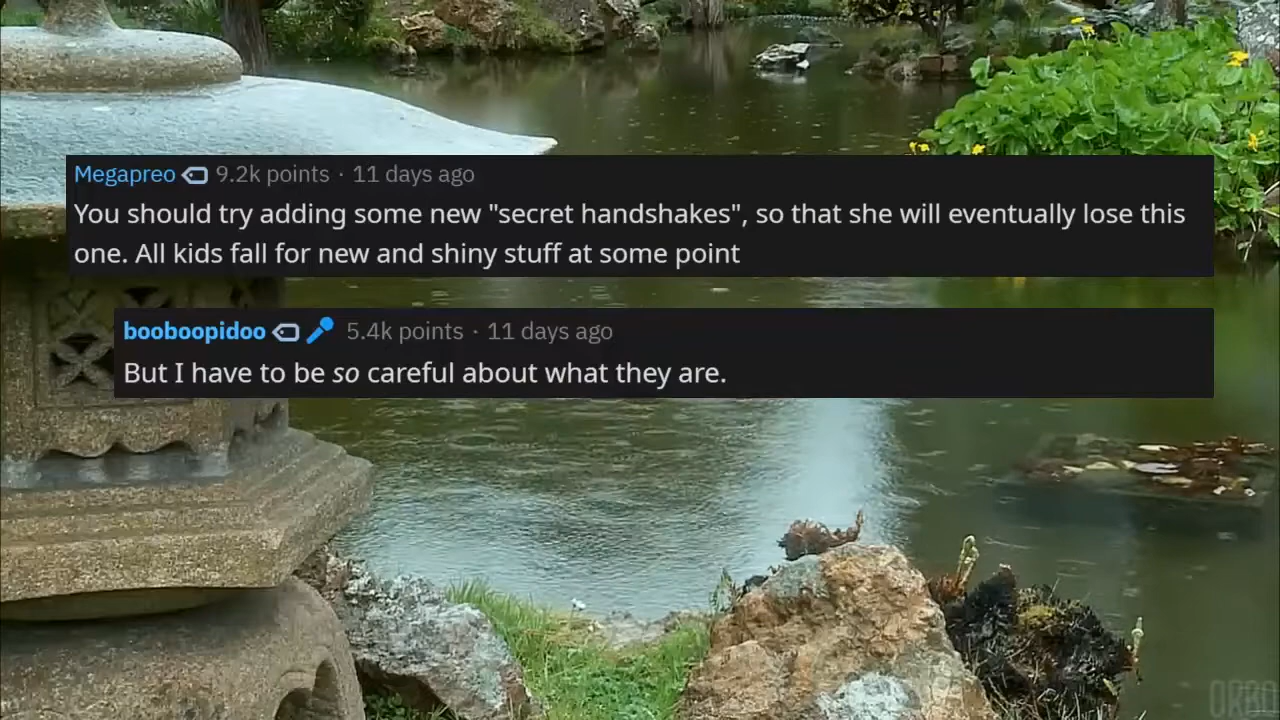 Megapreo 9.2k points · 11 days ago
You should try adding some new "secret handshakes", so that she will eventually lose this
one. All kids fall for new and shiny stuff at some point
booboopidoo 5.4k points · 11 days ago
But I have to be so careful about what they are.
ORBO